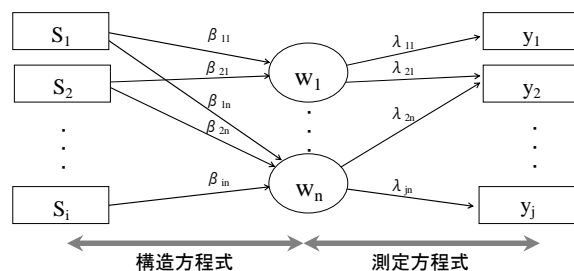 S1 β11 λ11 y1
S2 β21 w1 λ21 y2
β1n
β2n λ2n
Si βin wn λjn yj
構造方程式 測定方程式